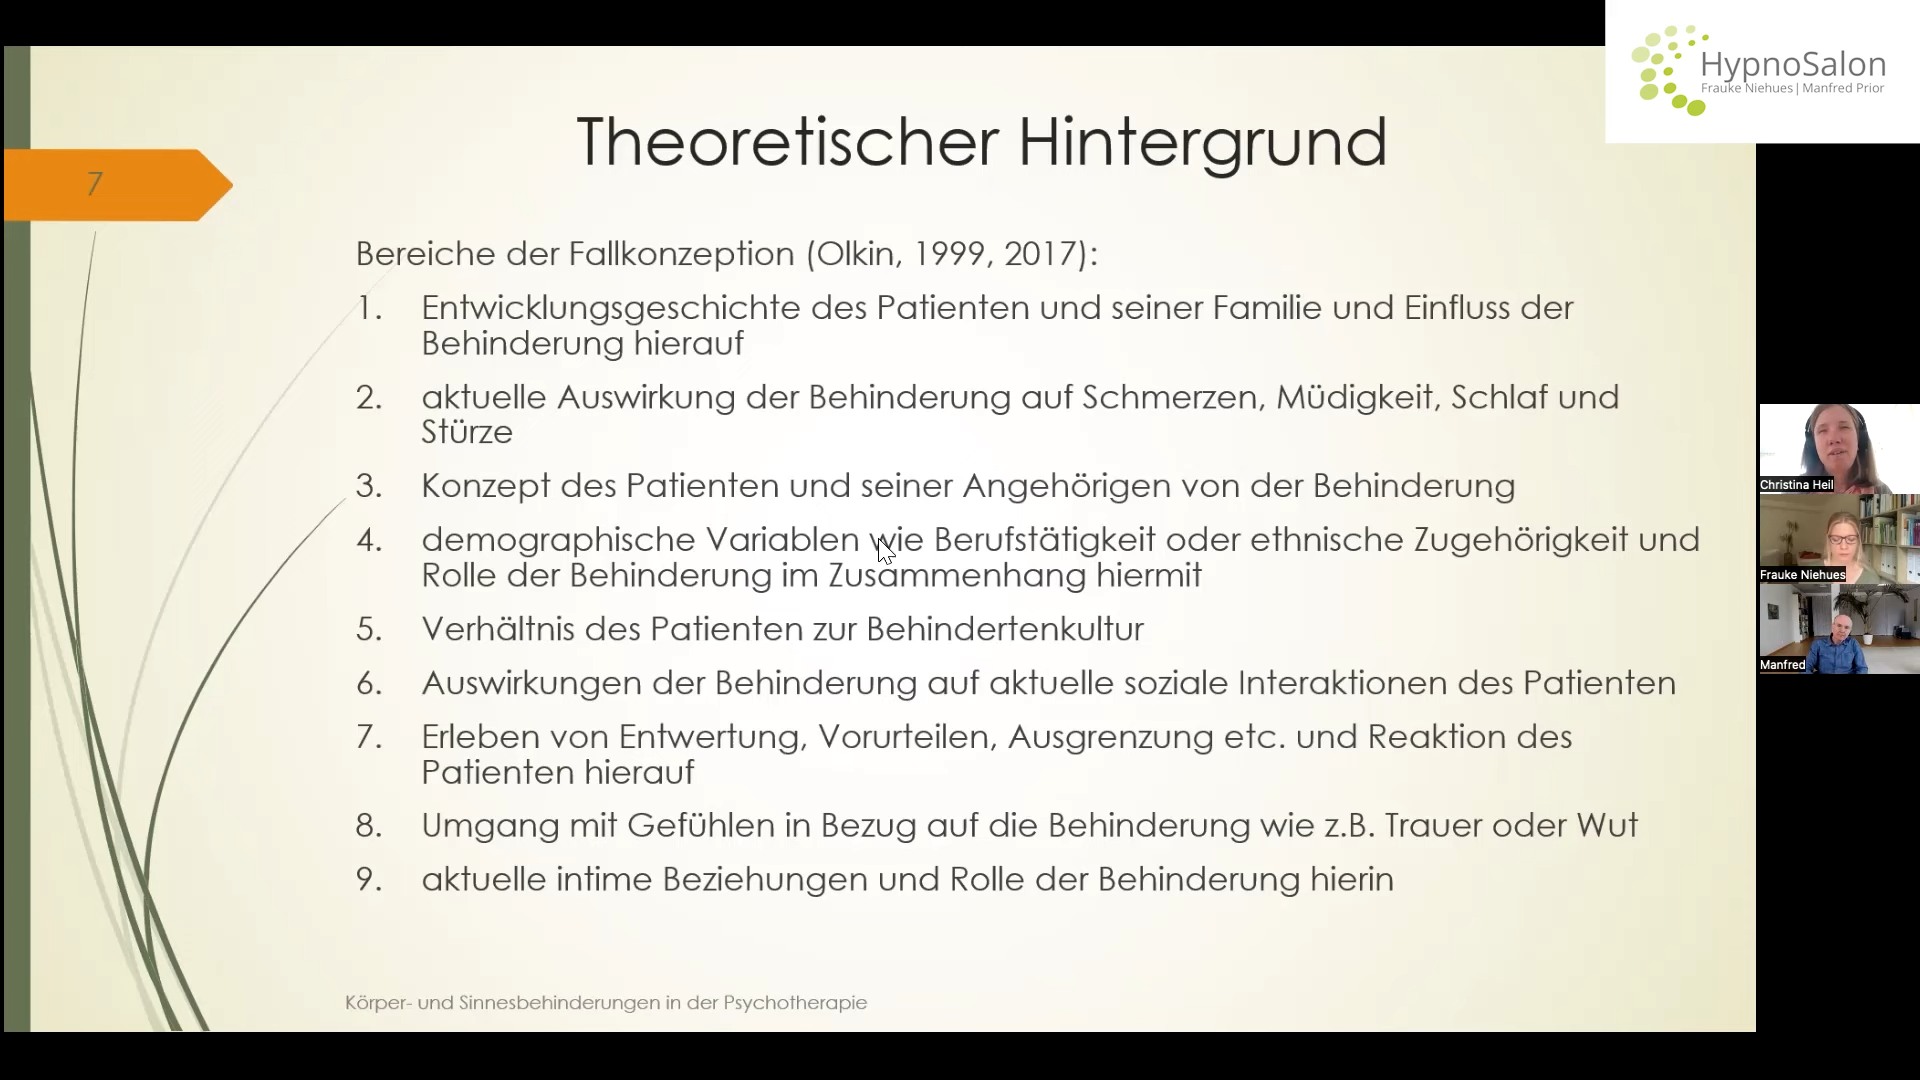 HypnoSalon
Frauke Niehues | Manfred Prior
Theoretischer Hintergrund
7
Bereiche der Fallkonzeption (Olkin, 1999, 2017):
1. Entwicklungsgeschichte des Patienten und seiner Familie und Einfluss der
Behinderung hierauf
2. aktuelle Auswirkung der Behinderung auf Schmerzen, Müdigkeit, Schlaf und
Stürze
3. Konzept des Patienten und seiner Angehörigen von der Behinderung
4. demographische Variablen wie Berufstätigkeit oder ethnische Zugehörigkeit und
Rolle der Behinderung im Zusammenhang hiermit
5. Verhältnis des Patienten zur Behindertenkultur
6. Auswirkungen der Behinderung auf aktuelle soziale Interaktionen des Patienten
7. Erleben von Entwertung, Vorurteilen, Ausgrenzung etc. und Reaktion des
Patienten hierauf
8. Umgang mit Gefühlen in Bezug auf die Behinderung wie z.B. Trauer oder Wut
9. aktuelle intime Beziehungen und Rolle der Behinderung hierin
Körper- und Sinnesbehinderungen in der Psychotherapie
Christina Heil
Frauke Niehues
Manfred